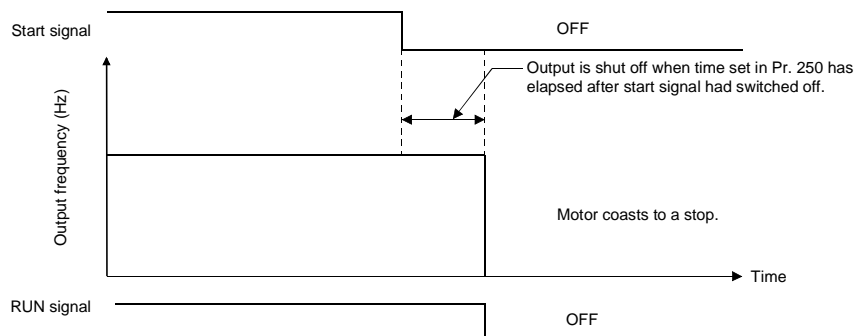 Start signal
OFF
Output is shut off when time set in Pr. 250 has
elapsed after start signal had switched off.
Output frequency (Hz)
Motor coasts to a stop.
Time
RUN signal
OFF